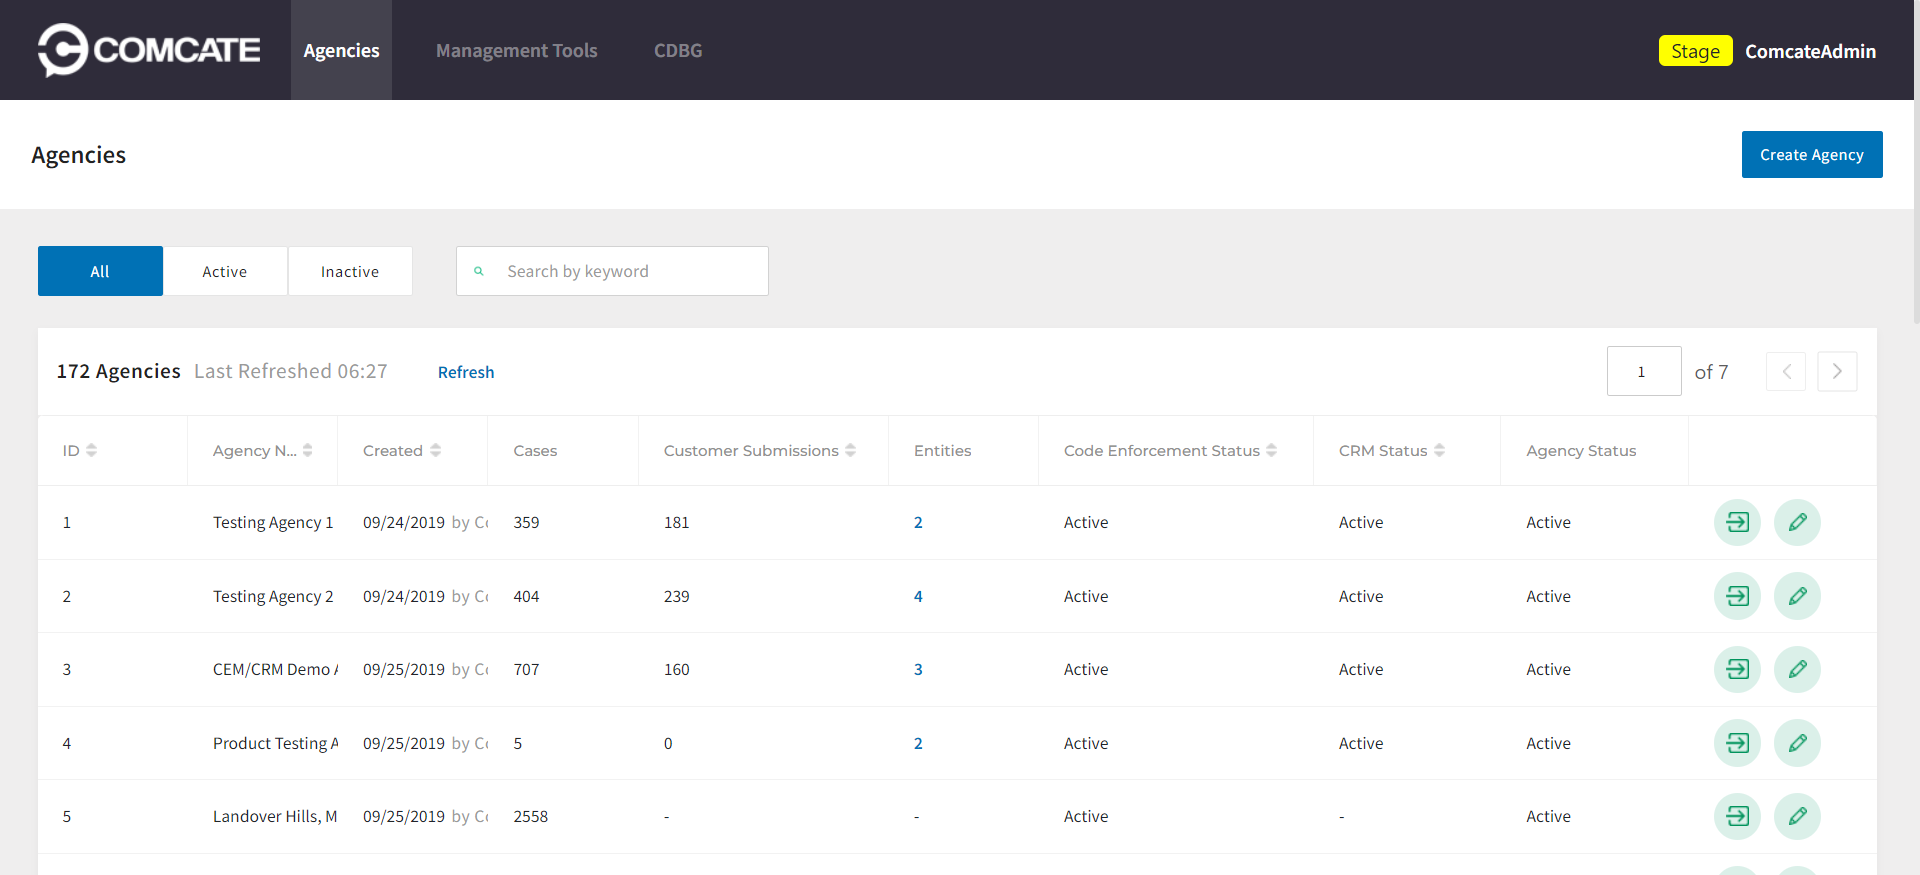 COMCATE Agencies Management Tools CDBG Stage ComcateAdmin
Agencies Create Agency
All Active Inactive Search by keyword
172 Agencies Last Refreshed 06:27 Refresh 1 of 7
ID Agency N... Created Cases Customer Submissions Entities Code Enforcement Status CRM Status Agency Status
1 Testing Agency 1 09/24/2019 by Co 359 181 2 Active Active Active
2 Testing Agency 2 09/24/2019 by Co 404 239 4 Active Active Active
3 CEM/CRM Demo A 09/25/2019 by Co 707 160 3 Active Active Active
4 Product Testing A 09/25/2019 by Co 5 0 2 Active Active Active
5 Landover Hills, M 09/25/2019 by Co 2558 - - Active - Active